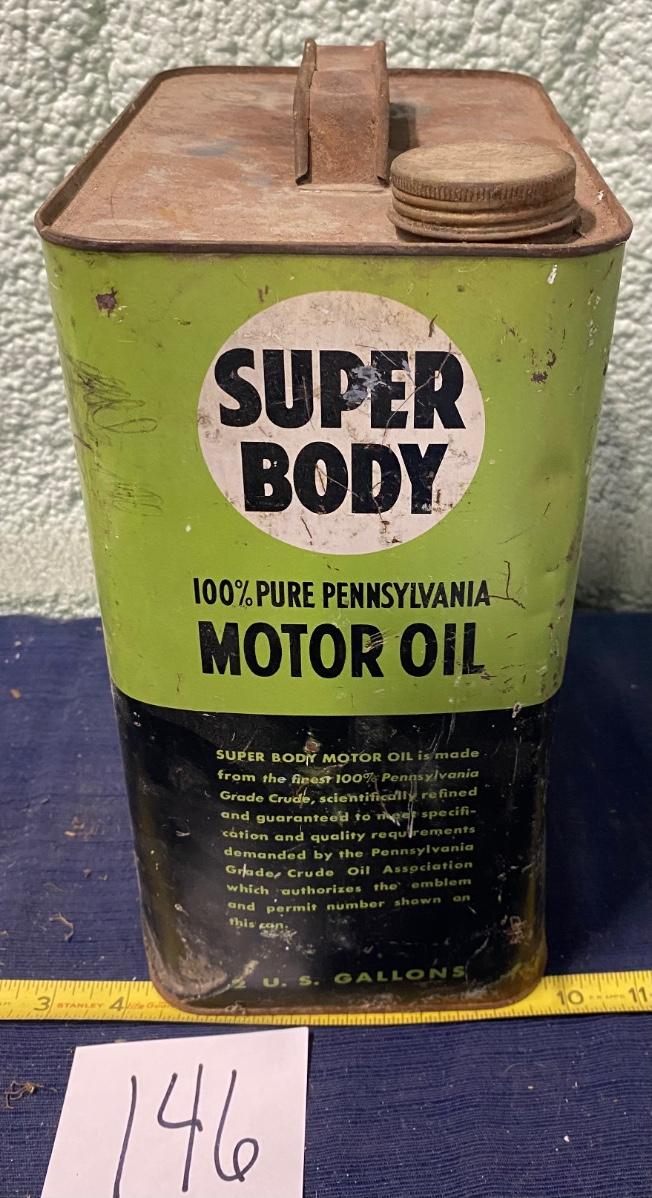 SUPER
BODY
100% PURE PENNSYLVANIA
MOTOR OIL
SUPER BODY MOTOR OIL is made
from the finest 100% Pennsylvania
Grade Crude, scientifically refined
and guaranteed to meet specifi-
cation and quality requirements
demanded by the Pennsylvania
Grade Crude Oil Association
which authorizes the emblem
and permit number shown on
this can.
2 U. S. GALLONS
3 STANLEY 4 10 11
146